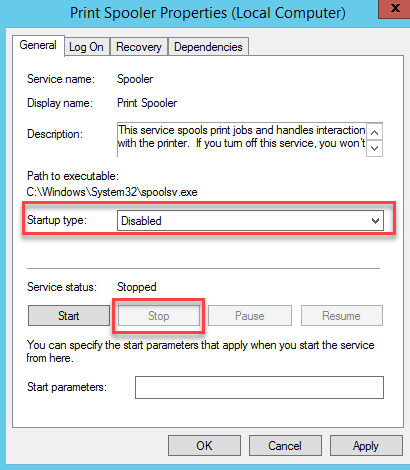 Print Spooler Properties (Local Computer)
x
General Log On Recovery Dependencies
Service name: Spooler
Display name: Print Spooler
Description: This service spools print jobs and handles interaction
with the printer. If you turn off this service, you won't
Path to executable:
C:\Windows\System32\spoolsv.exe
Startup type: Disabled
Service status: Stopped
Start Stop Pause Resume
You can specify the start parameters that apply when you start the service
from here.
Start parameters:
OK Cancel Apply